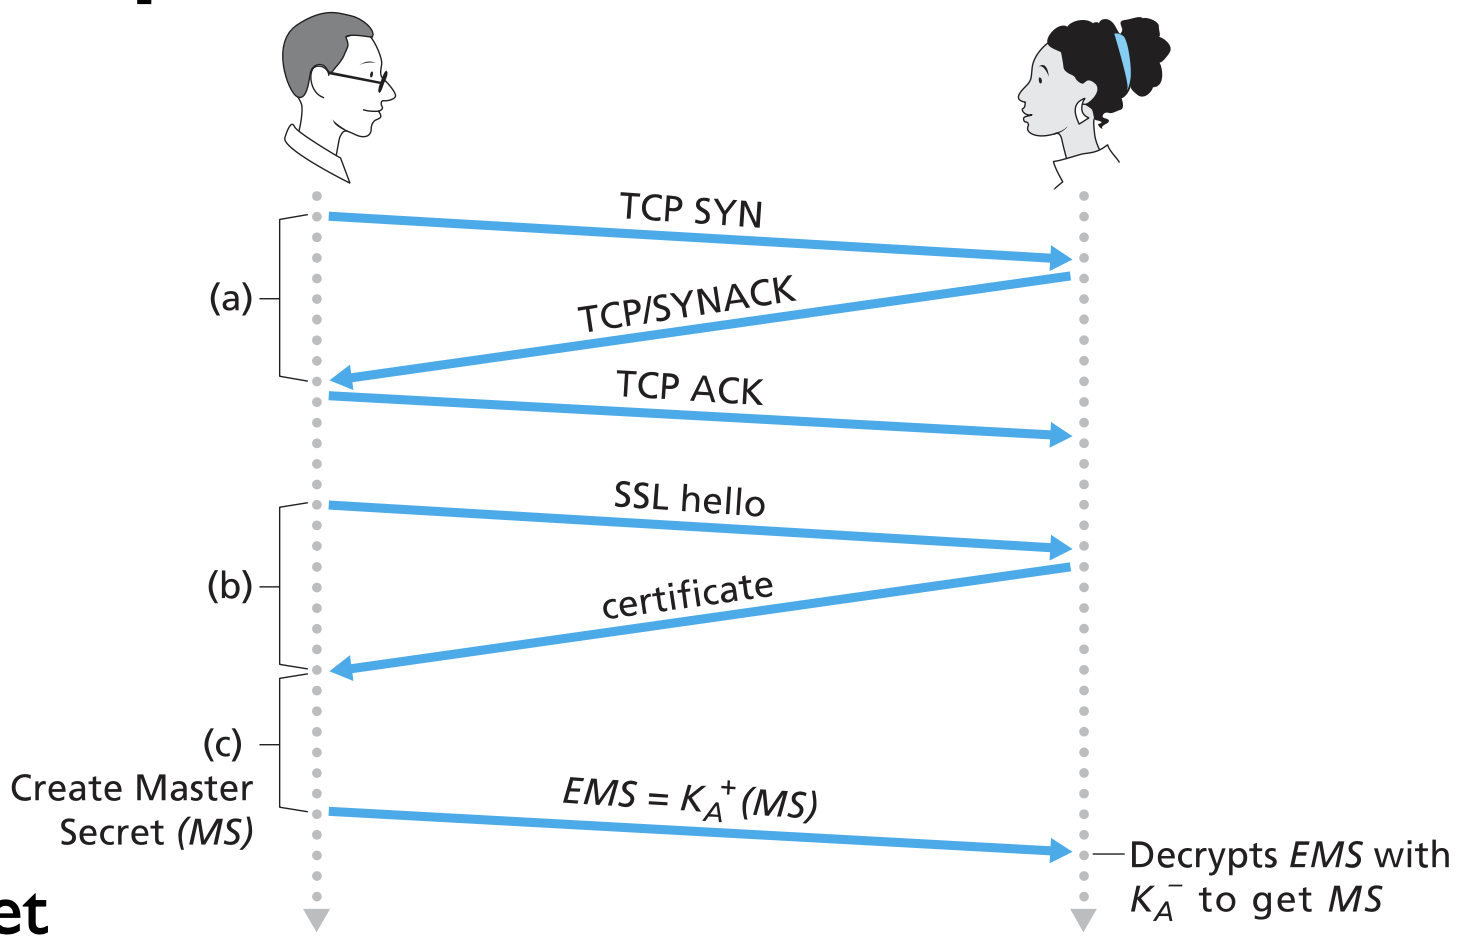 TCP SYN
(a)
TCP/SYNACK
TCP ACK
SSL hello
(b)
certificate
(c)
Create Master
Secret (MS)
EMS = K_A^+(MS)
Decrypts EMS with
K_A^− to get MS
et